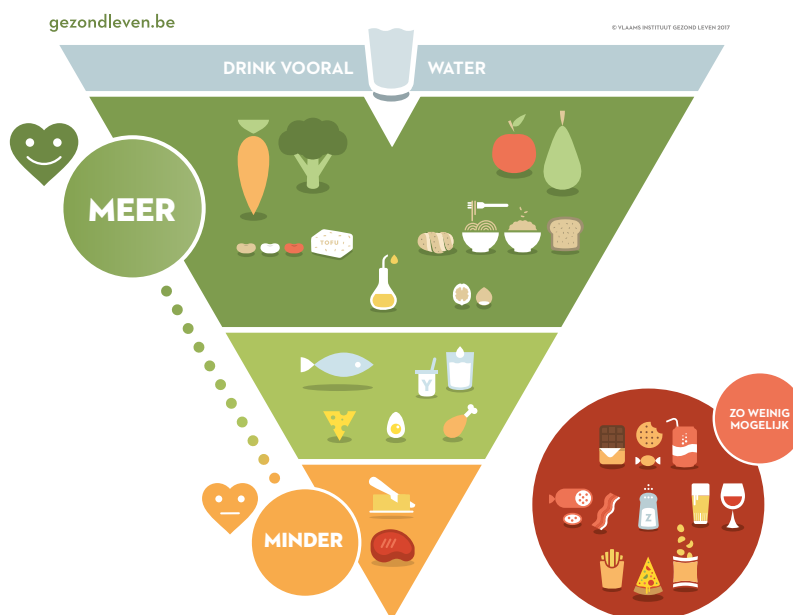 gezondleven.be
© VLAAMS INSTITUUT GEZOND LEVEN 2017
DRINK VOORAL WATER
MEER
TOFU
Y
ZO WEINIG
MOGELIJK
Z
MINDER